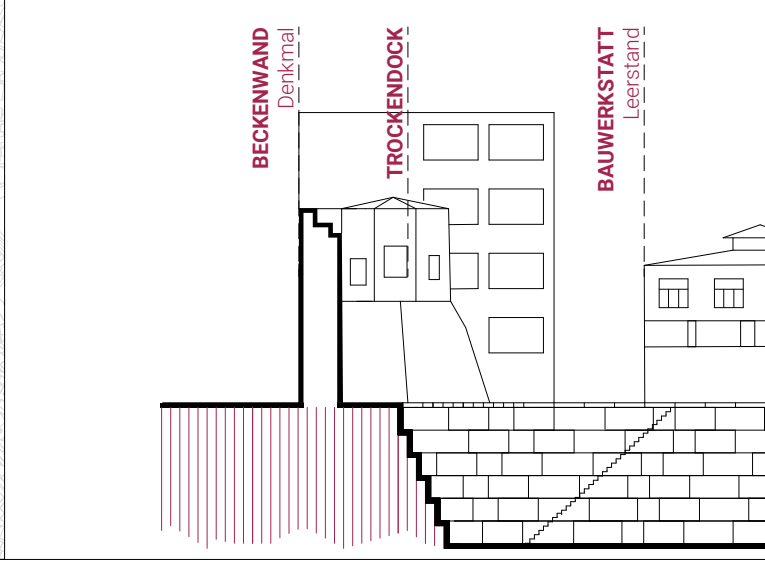 BECKENWAND
Denkmal
TROCKENDOCK
BAUWERKSTATT
Leerstand